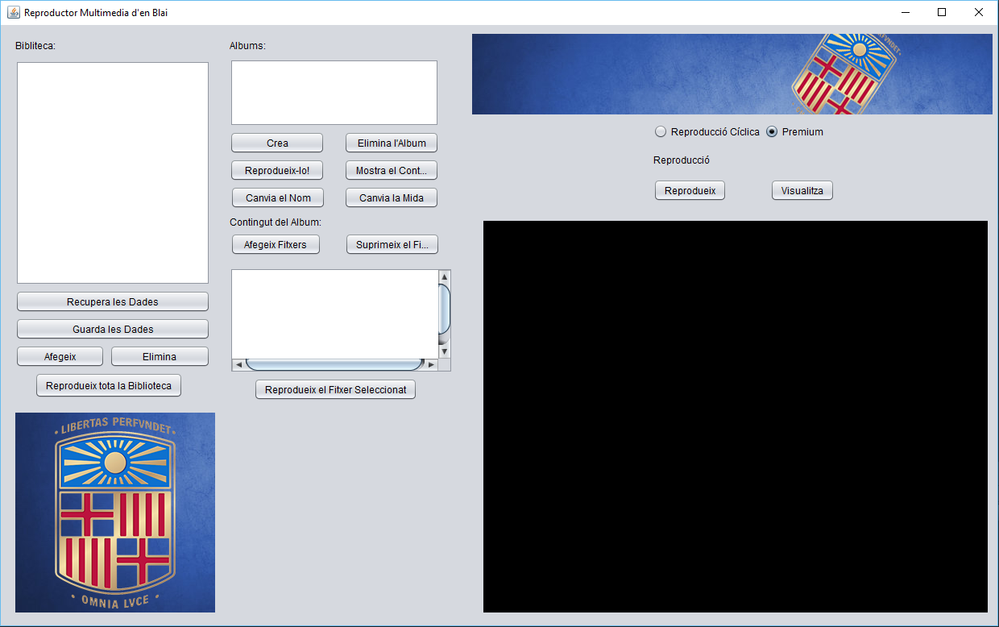 Reproductor Multimedia d'en Blai
Bibliteca:
Recupera les Dades
Guarda les Dades
Afegeix
Elimina
Reprodueix tota la Biblioteca
· LIBERTAS PERFVNDET ·
· OMNIA LVCE ·
Albums:
Crea
Elimina l'Album
Reprodueix-lo!
Mostra el Cont...
Canvia el Nom
Canvia la Mida
Contingut del Album:
Afegeix Fitxers
Suprimeix el Fi...
Reprodueix el Fitxer Seleccionat
PERFVNDET
Reproducció Cíclica
Premium
Reproducció
Reprodueix
Visualitza